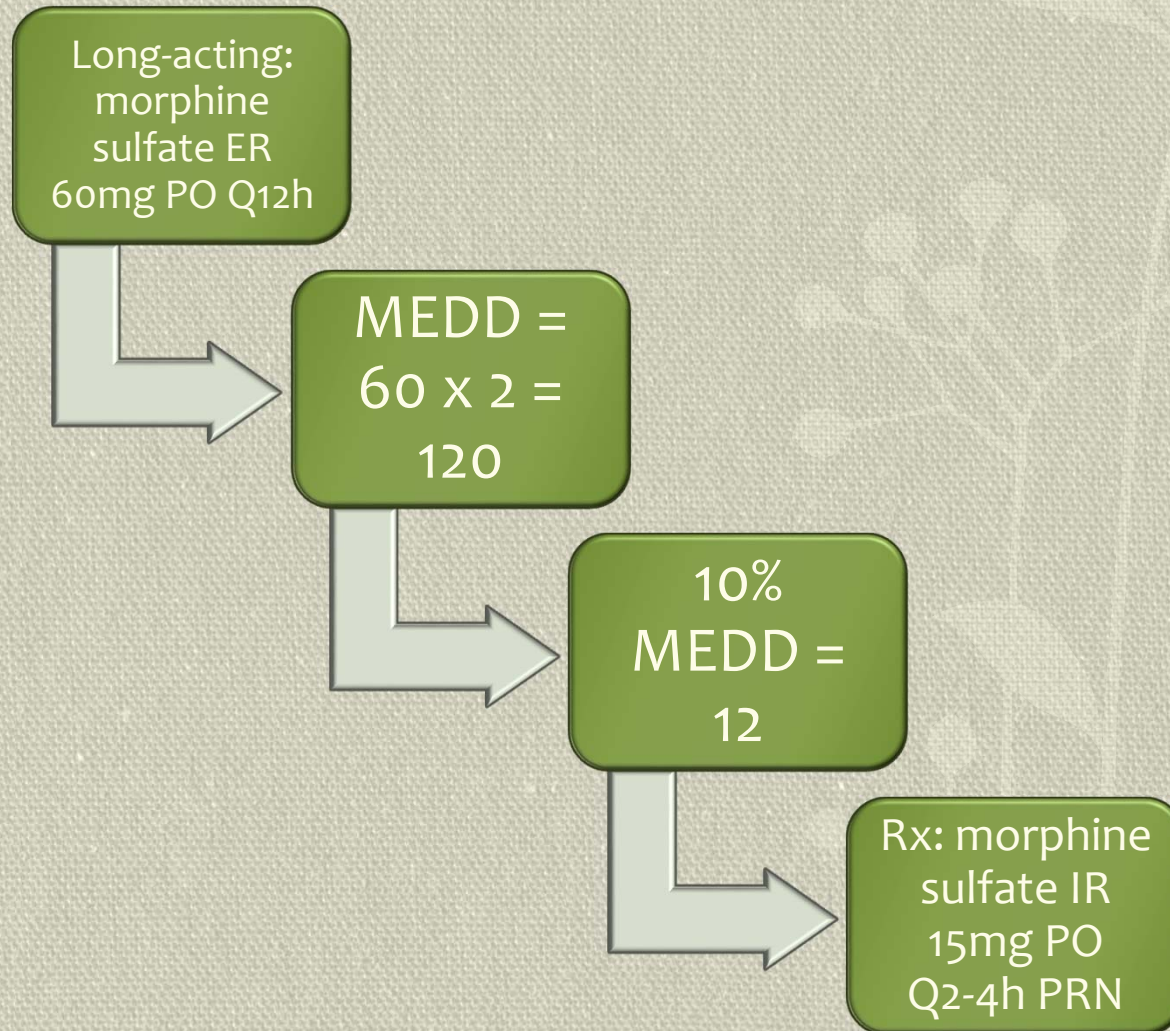 Long-acting:
morphine
sulfate ER
60mg PO Q12h
MEDD =
60 x 2 =
120
10%
MEDD =
12
Rx: morphine
sulfate IR
15mg PO
Q2-4h PRN